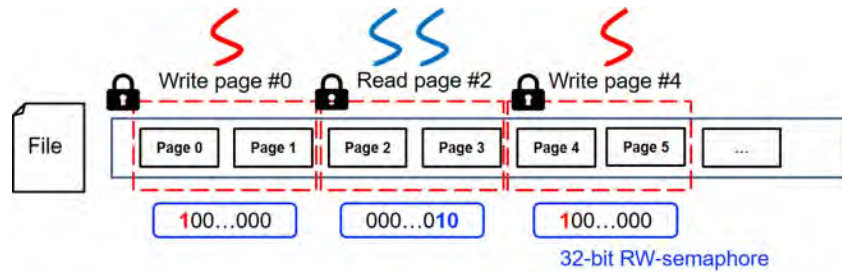 Write page #0
Read page #2
Write page #4
File
Page 0
Page 1
Page 2
Page 3
Page 4
Page 5
...
100...000
000...010
100...000
32-bit RW-semaphore